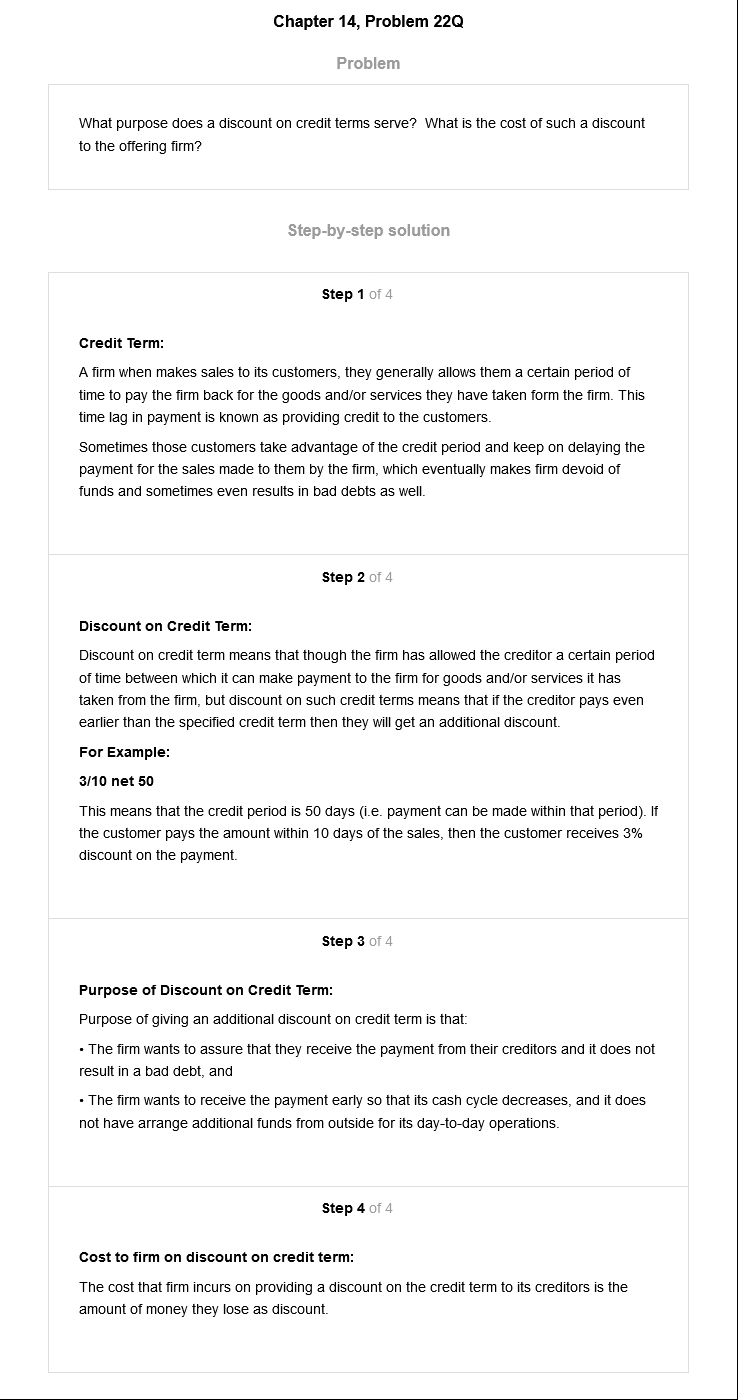 Chapter 14, Problem 22Q
Problem
What purpose does a discount on credit terms serve?  What is the cost of such a discount
to the offering firm?
Step-by-step solution
Step 1 of 4
Credit Term:
A firm when makes sales to its customers, they generally allows them a certain period of
time to pay the firm back for the goods and/or services they have taken form the firm. This
time lag in payment is known as providing credit to the customers.
Sometimes those customers take advantage of the credit period and keep on delaying the
payment for the sales made to them by the firm, which eventually makes firm devoid of
funds and sometimes even results in bad debts as well.
Step 2 of 4
Discount on Credit Term:
Discount on credit term means that though the firm has allowed the creditor a certain period
of time between which it can make payment to the firm for goods and/or services it has
taken from the firm, but discount on such credit terms means that if the creditor pays even
earlier than the specified credit term then they will get an additional discount.
For Example:
3/10 net 50
This means that the credit period is 50 days (i.e. payment can be made within that period). If
the customer pays the amount within 10 days of the sales, then the customer receives 3%
discount on the payment.
Step 3 of 4
Purpose of Discount on Credit Term:
Purpose of giving an additional discount on credit term is that:
• The firm wants to assure that they receive the payment from their creditors and it does not
result in a bad debt, and
• The firm wants to receive the payment early so that its cash cycle decreases, and it does
not have arrange additional funds from outside for its day-to-day operations.
Step 4 of 4
Cost to firm on discount on credit term:
The cost that firm incurs on providing a discount on the credit term to its creditors is the
amount of money they lose as discount.